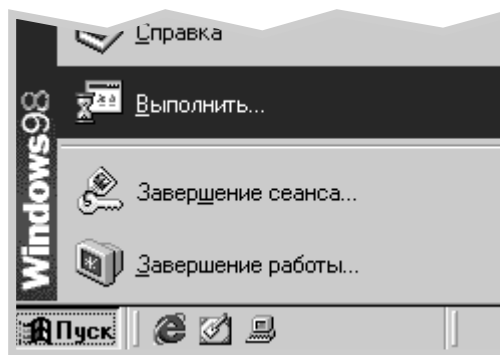 Справка
Выполнить...
Завершение сеанса...
Завершение работы...
Windows98
Пуск